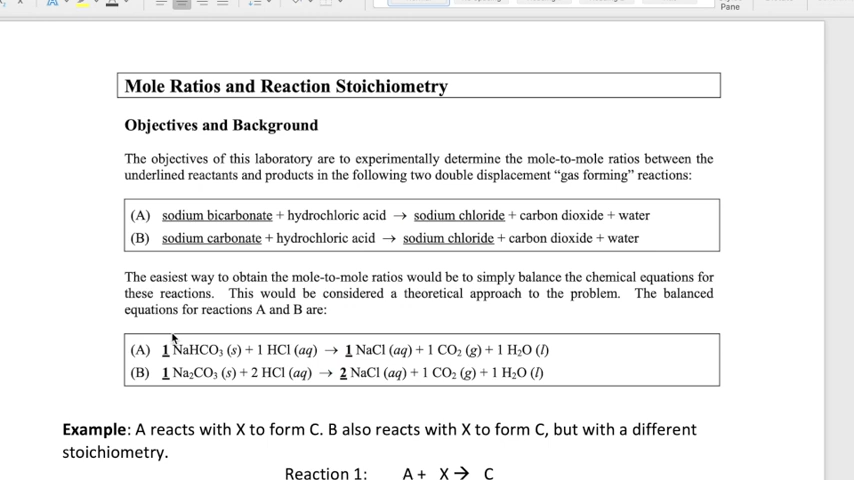 Pane
Mole Ratios and Reaction Stoichiometry
Objectives and Background
The objectives of this laboratory are to experimentally determine the mole-to-mole ratios between the
underlined reactants and products in the following two double displacement “gas forming” reactions:
(A) sodium bicarbonate + hydrochloric acid → sodium chloride + carbon dioxide + water
(B) sodium carbonate + hydrochloric acid → sodium chloride + carbon dioxide + water
The easiest way to obtain the mole-to-mole ratios would be to simply balance the chemical equations for
these reactions. This would be considered a theoretical approach to the problem. The balanced
equations for reactions A and B are:
(A) 1 NaHCO₃ (s) + 1 HCl (aq) → 1 NaCl (aq) + 1 CO₂ (g) + 1 H₂O (l)
(B) 1 Na₂CO₃ (s) + 2 HCl (aq) → 2 NaCl (aq) + 1 CO₂ (g) + 1 H₂O (l)
Example: A reacts with X to form C. B also reacts with X to form C, but with a different
stoichiometry.
Reaction 1: A + X → C